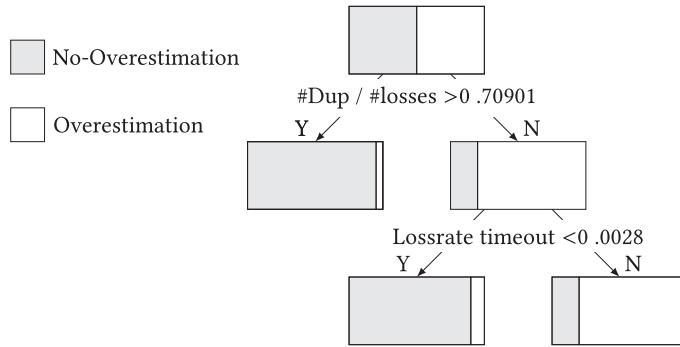 No-Overestimation
Overestimation
#Dup / #losses >0 .70901
Y
N
Lossrate timeout <0 .0028
Y
N